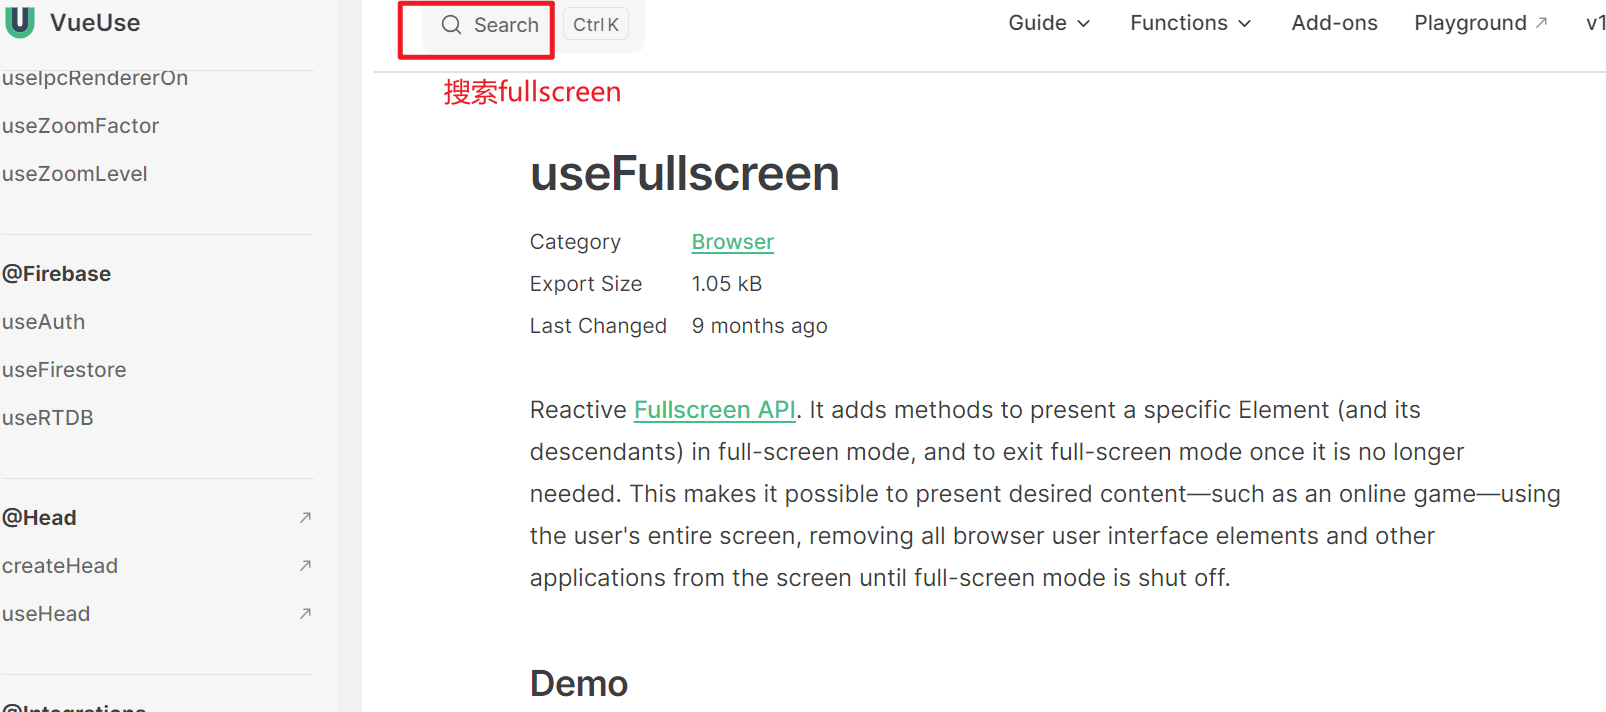 VueUse
Search
Ctrl K
Guide
Functions
Add-ons
Playground
v1
搜索fullscreen
useIpcRendererOn
useZoomFactor
useZoomLevel
@Firebase
useAuth
useFirestore
useRTDB
@Head
createHead
useHead
@Integrations
useFullscreen
Category Browser
Export Size 1.05 kB
Last Changed 9 months ago
Reactive Fullscreen API. It adds methods to present a specific Element (and its
descendants) in full-screen mode, and to exit full-screen mode once it is no longer
needed. This makes it possible to present desired content—such as an online game—using
the user's entire screen, removing all browser user interface elements and other
applications from the screen until full-screen mode is shut off.
Demo